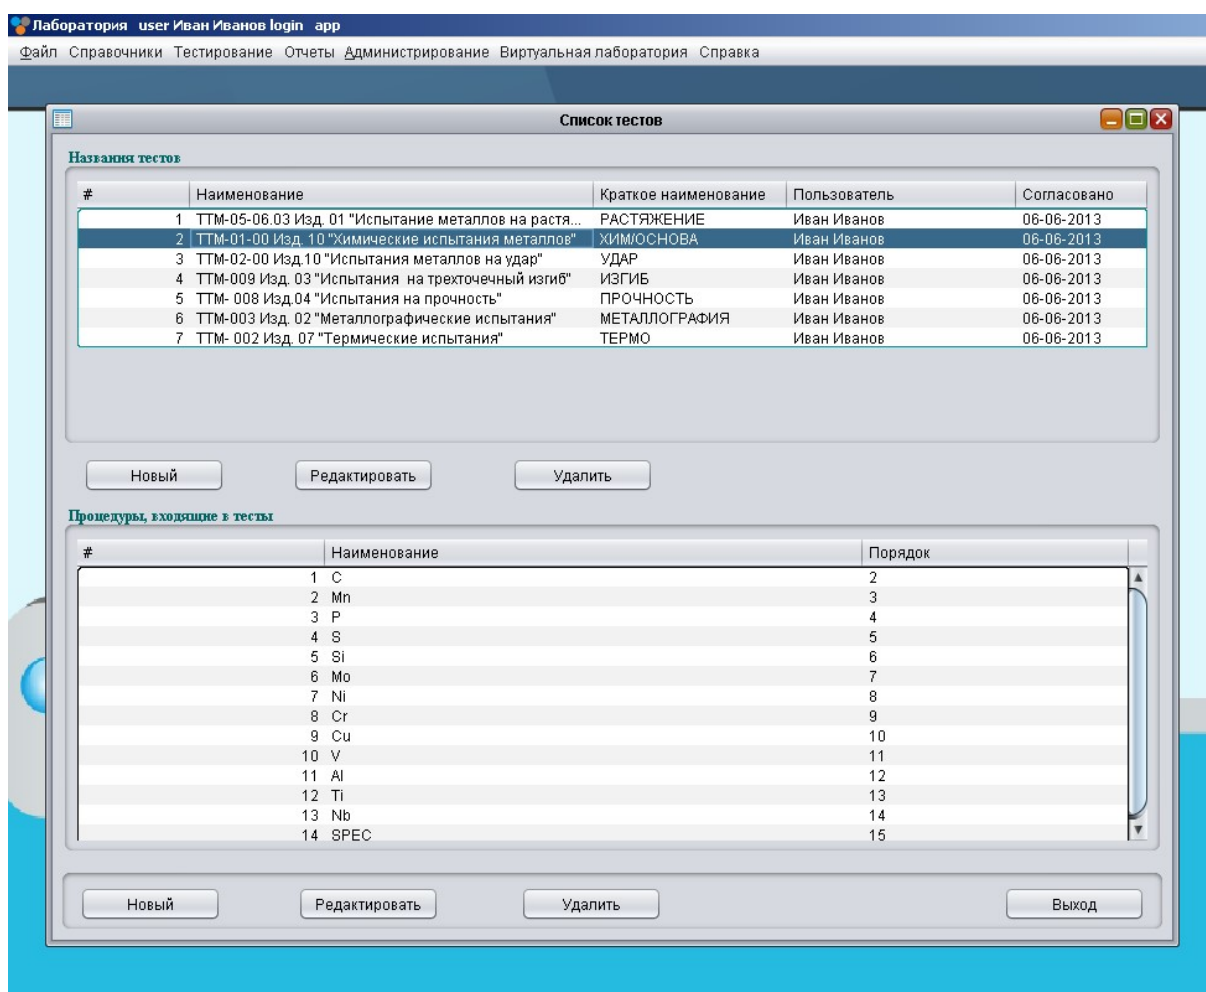 Лаборатория user Иван Иванов login app
Файл Справочники Тестирование Отчеты Администрирование Виртуальная лаборатория Справка
Список тестов
Названия тестов
# Наименование Краткое наименование Пользователь Согласовано
1 ТТМ-05-06.03 Изд. 01 "Испытание металлов на растя... РАСТЯЖЕНИЕ Иван Иванов 06-06-2013
2 ТТМ-01-00 Изд. 10 "Химические испытания металлов" ХИМ/ОСНОВА Иван Иванов 06-06-2013
3 ТТМ-02-00 Изд.10 "Испытания металлов на удар" УДАР Иван Иванов 06-06-2013
4 ТТМ-009 Изд. 03 "Испытания на трехточечный изгиб" ИЗГИБ Иван Иванов 06-06-2013
5 ТТМ- 008 Изд.04 "Испытания на прочность" ПРОЧНОСТЬ Иван Иванов 06-06-2013
6 ТТМ-003 Изд. 02 "Металлографические испытания" МЕТАЛЛОГРАФИЯ Иван Иванов 06-06-2013
7 ТТМ- 002 Изд. 07 "Термические испытания" ТЕРМО Иван Иванов 06-06-2013
Новый Редактировать Удалить
Процедуры, входящие в тесты
# Наименование Порядок
1 C 2
2 Mn 3
3 P 4
4 S 5
5 Si 6
6 Mo 7
7 Ni 8
8 Cr 9
9 Cu 10
10 V 11
11 Al 12
12 Ti 13
13 Nb 14
14 SPEC 15
Новый Редактировать Удалить Выход